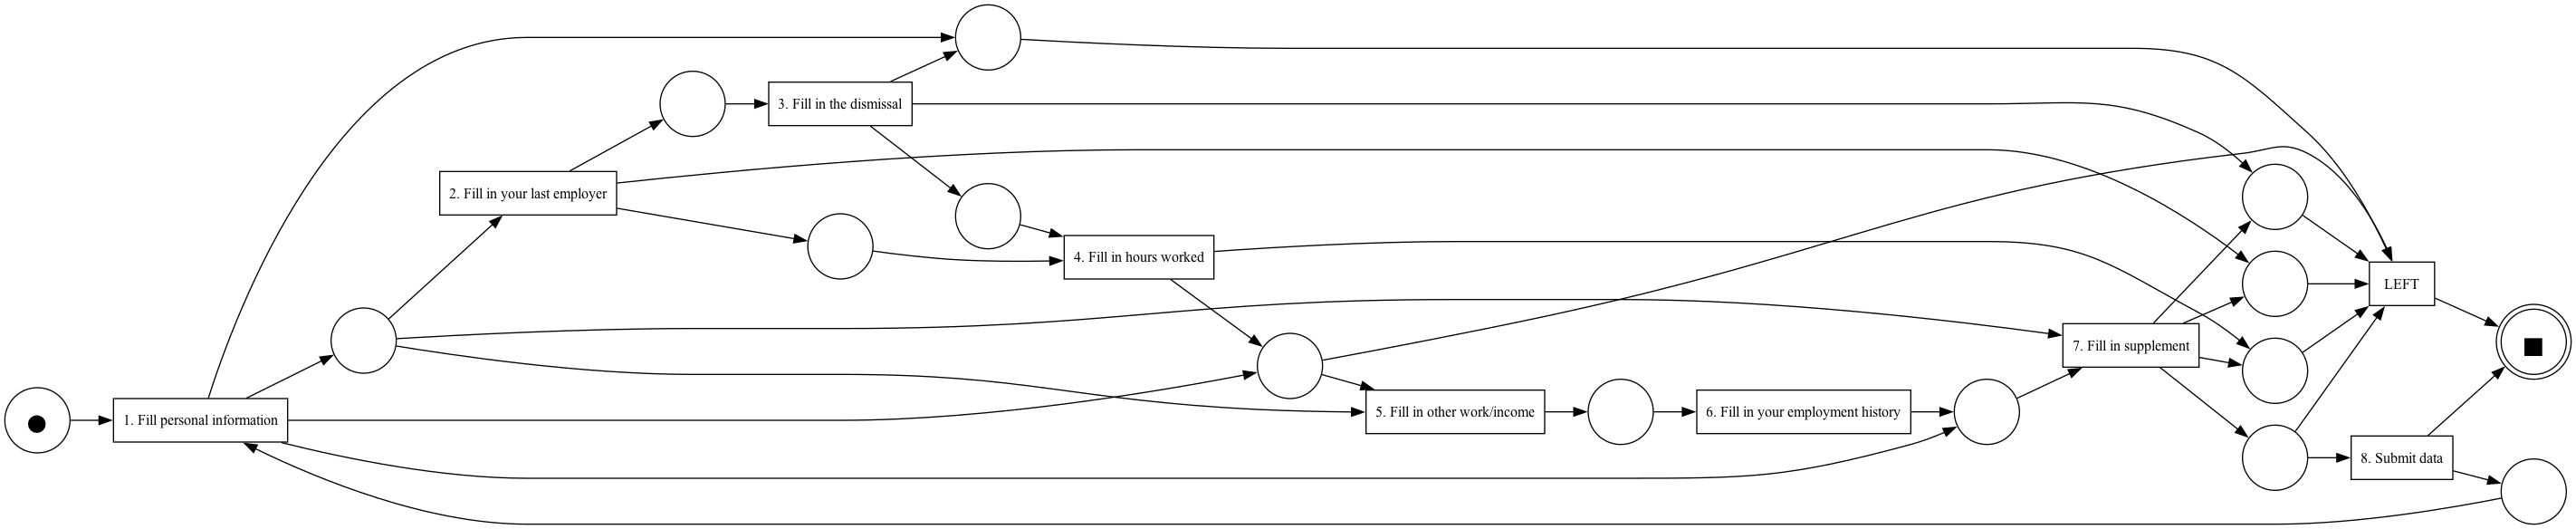 1. Fill personal information
2. Fill in your last employer
3. Fill in the dismissal
4. Fill in hours worked
5. Fill in other work/income
6. Fill in your employment history
7. Fill in supplement
LEFT
8. Submit data